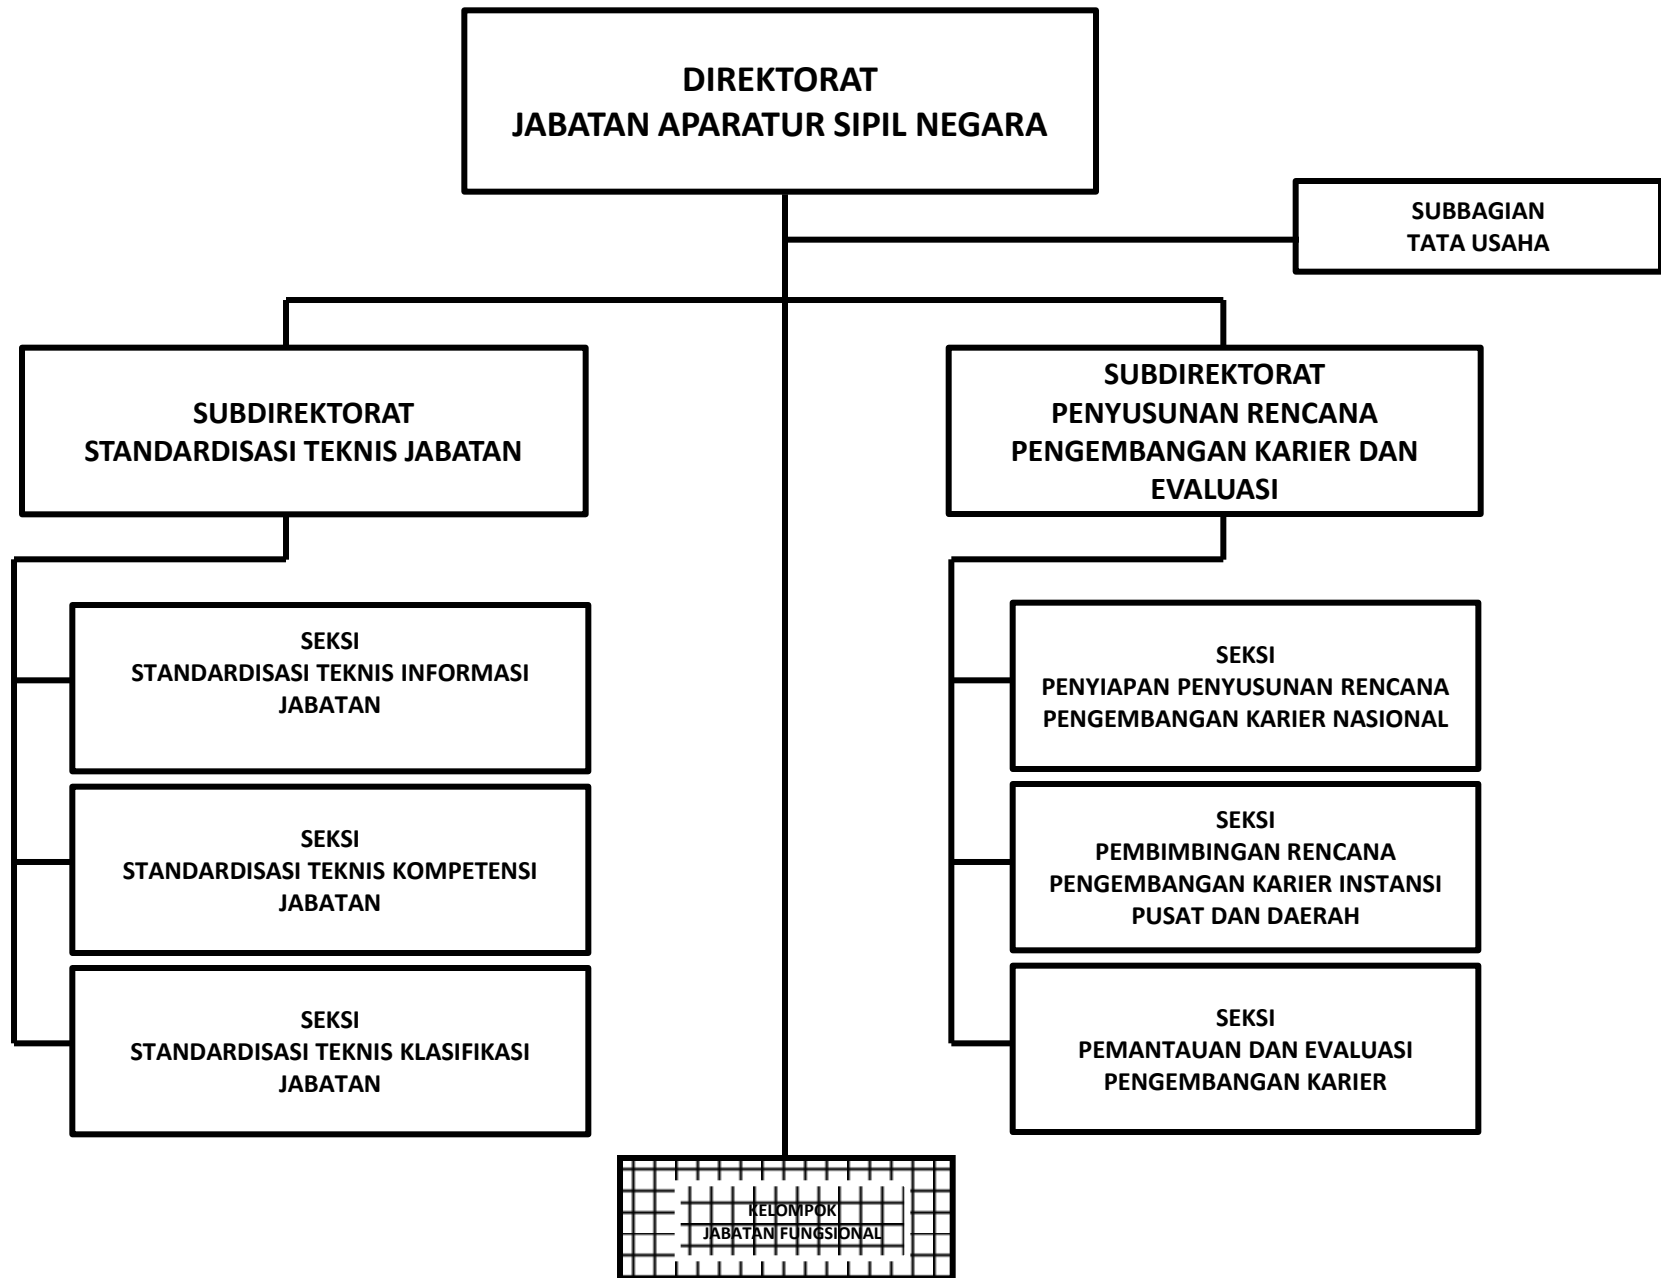 DIREKTORAT
JABATAN APARATUR SIPIL NEGARA
SUBBAGIAN
TATA USAHA
SUBDIREKTORAT
STANDARDISASI TEKNIS JABATAN
SUBDIREKTORAT
PENYUSUNAN RENCANA
PENGEMBANGAN KARIER DAN
EVALUASI
SEKSI
STANDARDISASI TEKNIS INFORMASI
JABATAN
SEKSI
STANDARDISASI TEKNIS KOMPETENSI
JABATAN
SEKSI
STANDARDISASI TEKNIS KLASIFIKASI
JABATAN
SEKSI
PENYIAPAN PENYUSUNAN RENCANA
PENGEMBANGAN KARIER NASIONAL
SEKSI
PEMBIMBINGAN RENCANA
PENGEMBANGAN KARIER INSTANSI
PUSAT DAN DAERAH
SEKSI
PEMANTAUAN DAN EVALUASI
PENGEMBANGAN KARIER
KELOMPOK
JABATAN FUNGSIONAL